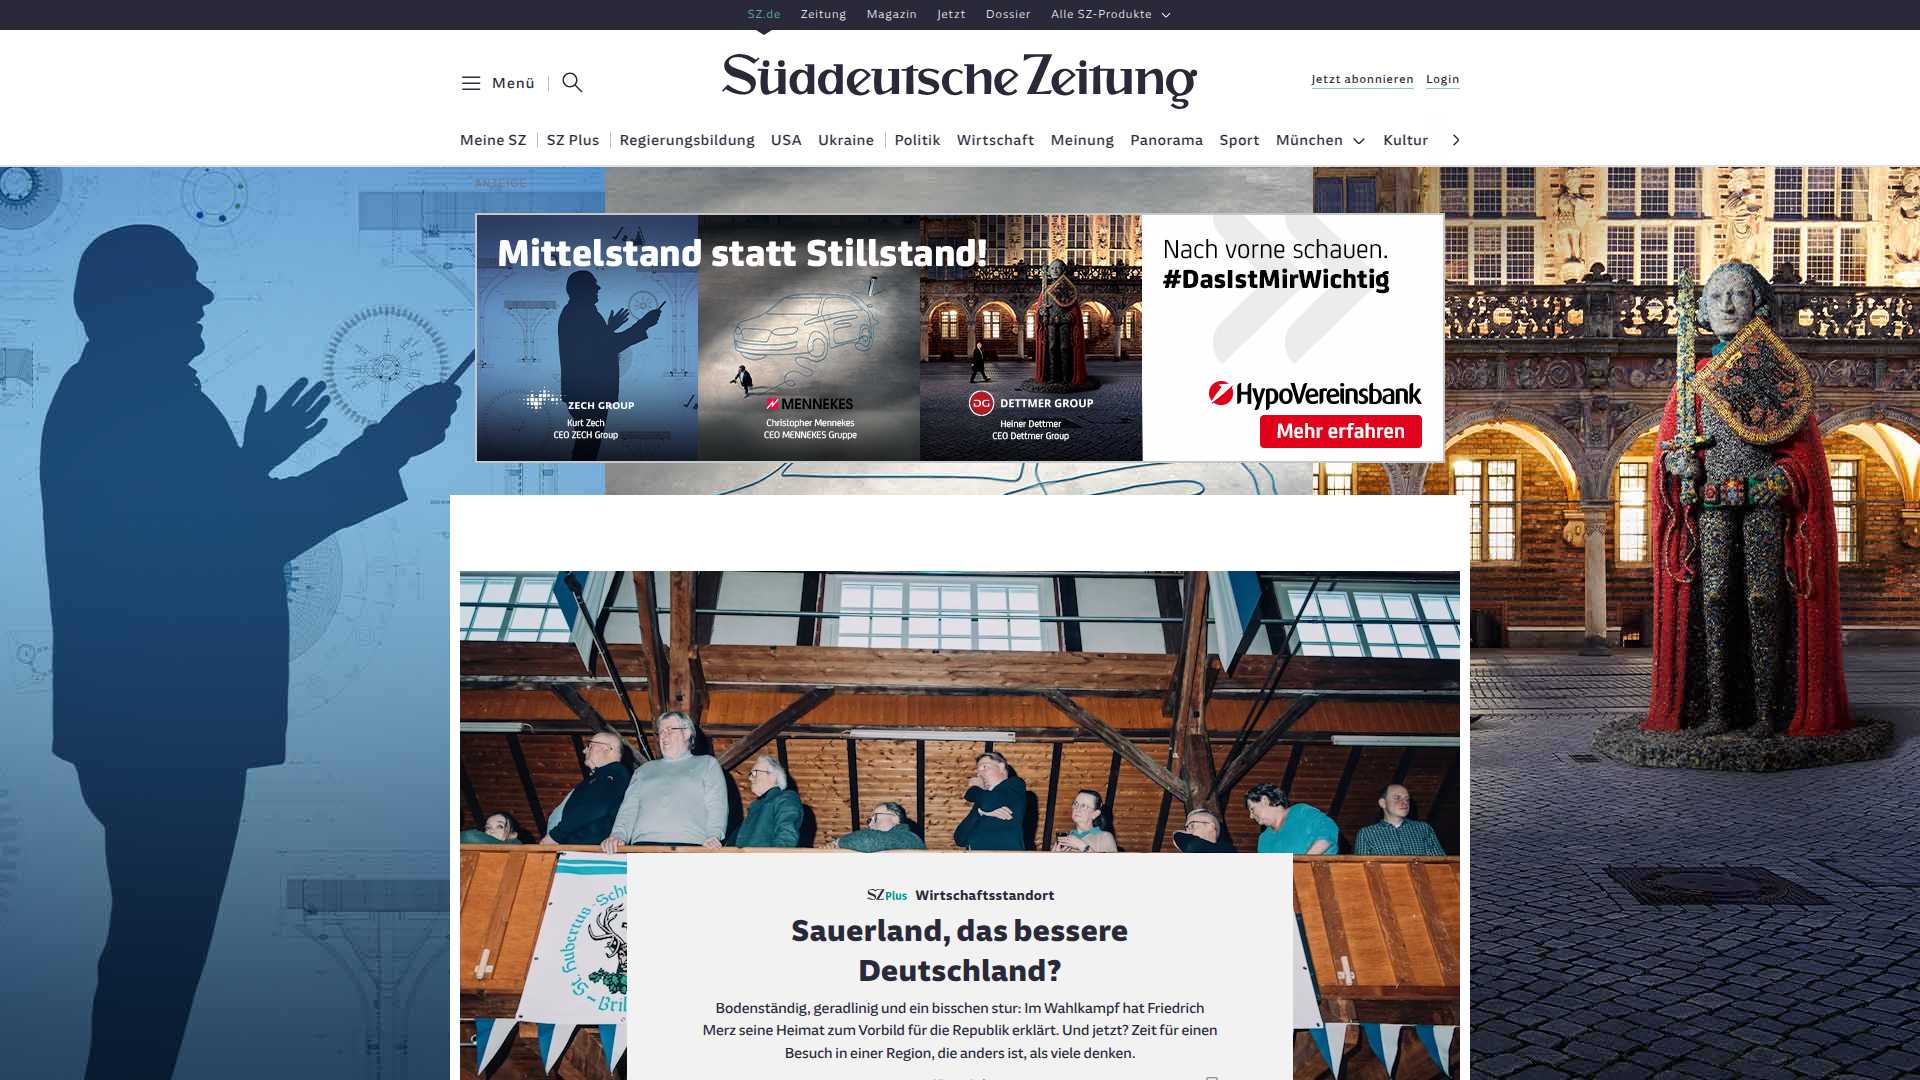 SZ.de Zeitung Magazin Jetzt Dossier Alle SZ-Produkte
Menü
Süddeutsche Zeitung
Jetzt abonnieren Login
Meine SZ SZ Plus Regierungsbildung USA Ukraine Politik Wirtschaft Meinung Panorama Sport München Kultur
ANZEIGE
Mittelstand statt Stillstand!
ZECH GROUP
Kurt Zech
CEO ZECH Group
MENNEKES
Christopher Mennekes
CEO MENNEKES Gruppe
DG DETTMER GROUP
Heiner Dettmer
CEO Dettmer Group
Nach vorne schauen.
#DasIstMirWichtig
HypoVereinsbank
Mehr erfahren
SZ Plus Wirtschaftsstandort
Sauerland, das bessere
Deutschland?
Bodenständig, geradlinig und ein bisschen stur: Im Wahlkampf hat Friedrich
Merz seine Heimat zum Vorbild für die Republik erklärt. Und jetzt? Zeit für einen
Besuch in einer Region, die anders ist, als viele denken.